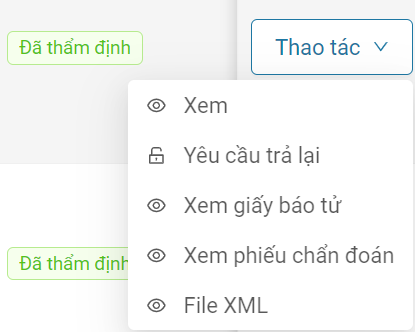 Đã thẩm định
Thao tác
Xem
Yêu cầu trả lại
Xem giấy báo tử
Đã thẩm định
Xem phiếu chẩn đoán
File XML